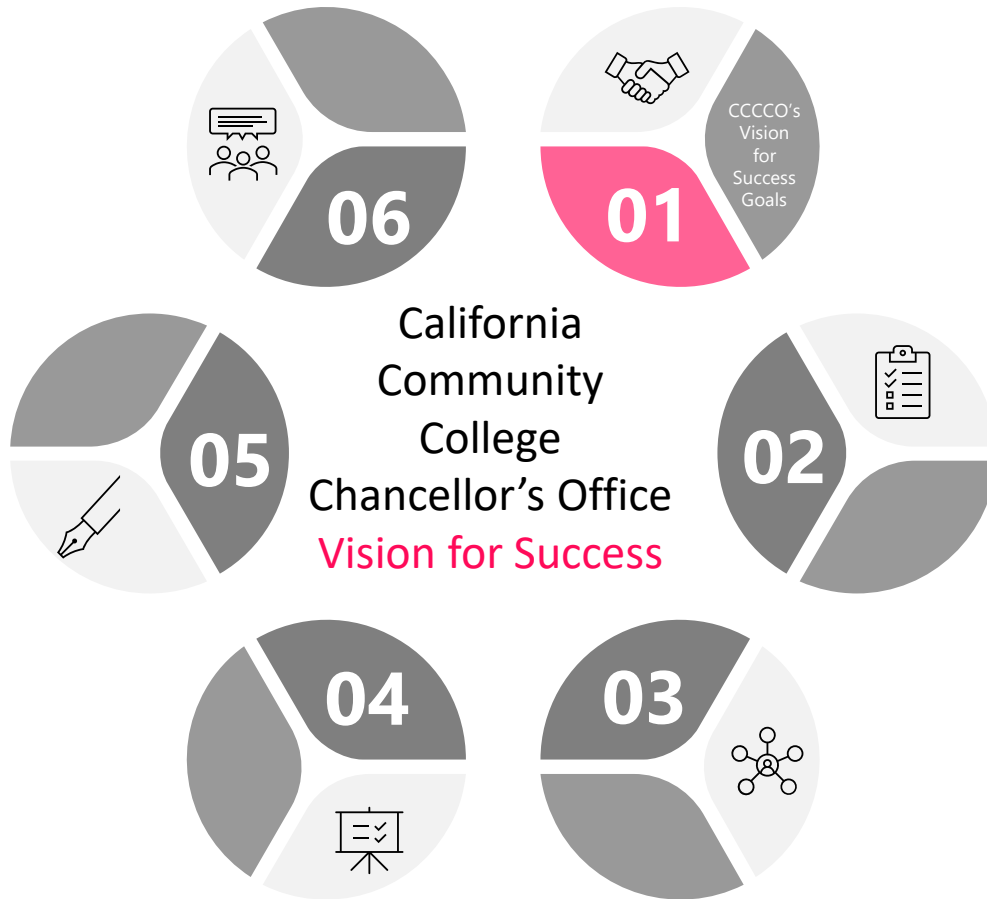 06
01
CCCCO's
Vision
for
Success
Goals
California
Community
College
Chancellor's Office
Vision for Success
05
02
04
03